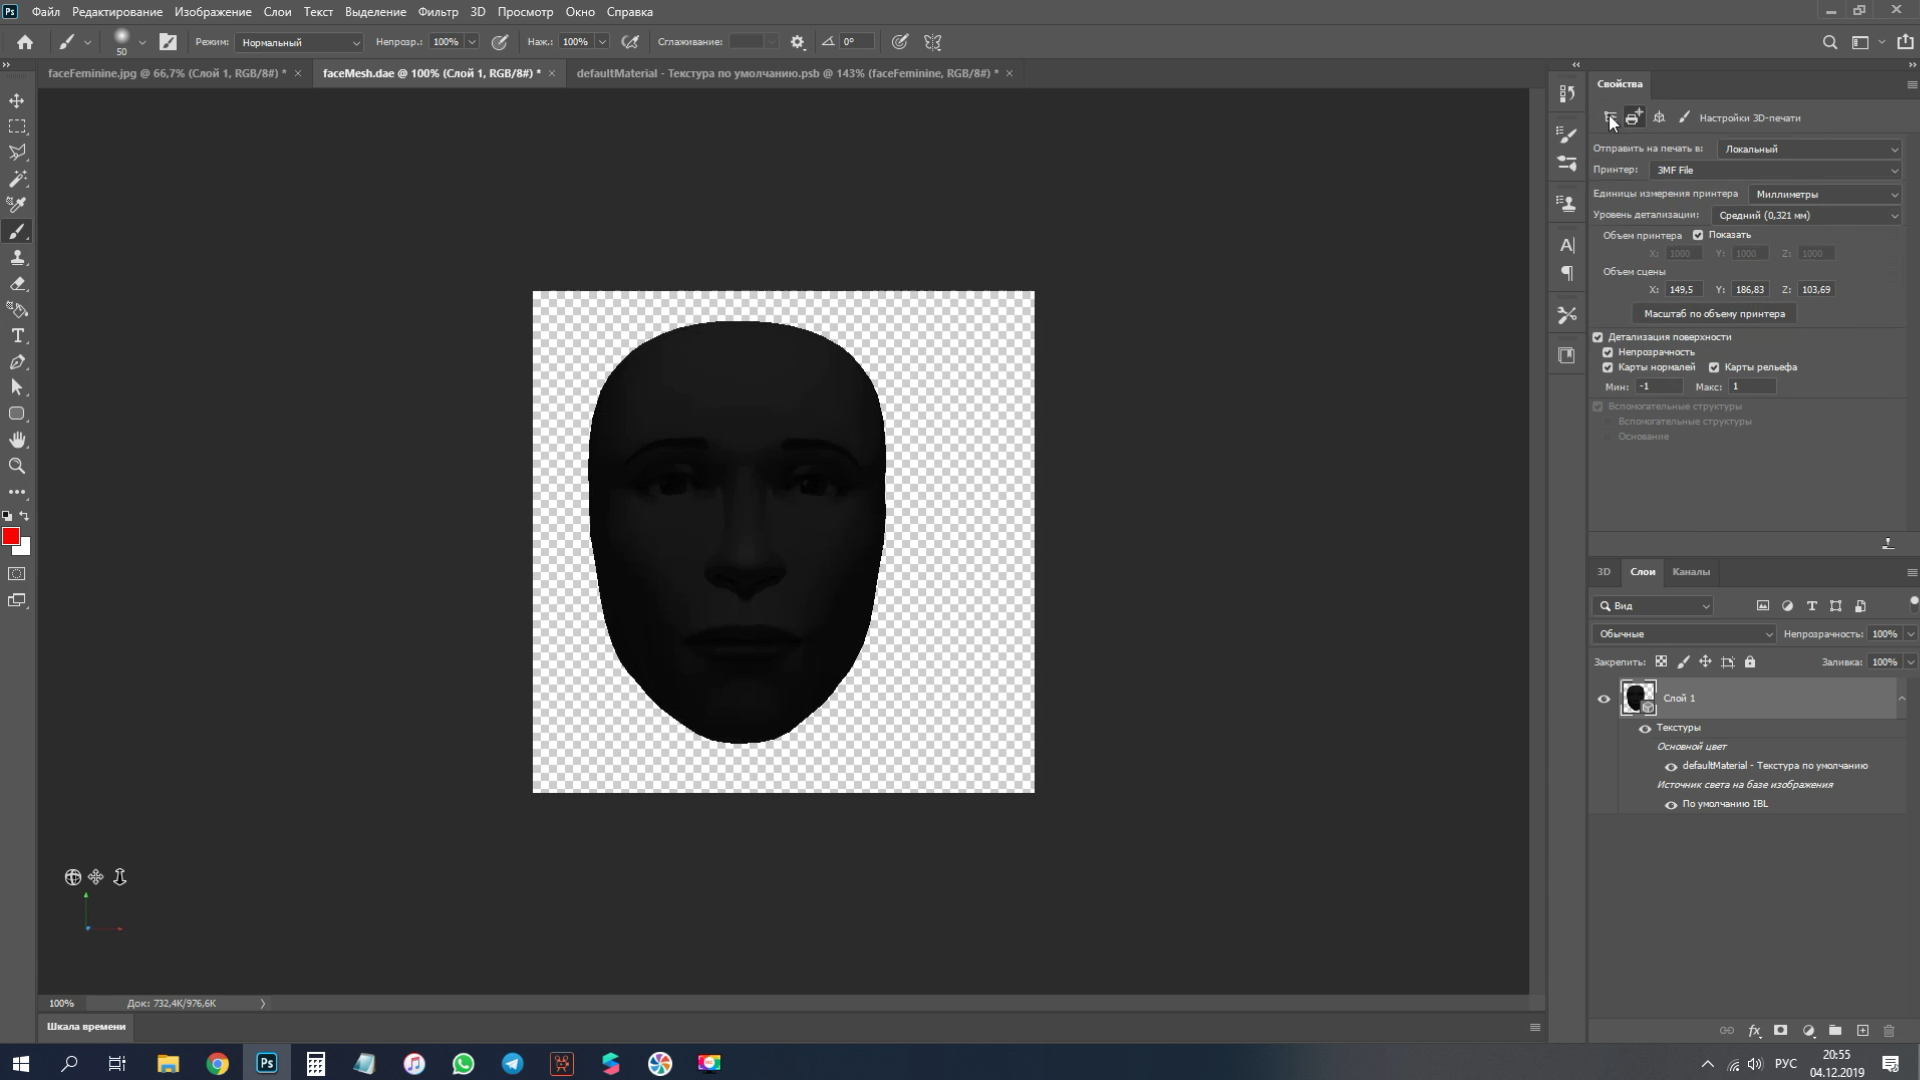 Ps Файл Редактирование Изображение Слои Текст Выделение Фильтр 3D Просмотр Окно Справка
50 Режим: Нормальный Непрозр.: 100% Наж.: 100% Сглаживание: 0°
faceFeminine.jpg @ 66,7% (Слой 1, RGB/8#) * faceMesh.dae @ 100% (Слой 1, RGB/8#) * defaultMaterial - Текстура по умолчанию.psb @ 143% (faceFeminine, RGB/8#) *
Свойства
Настройки 3D-печати
Отправить на печать в: Локальный
Принтер: 3MF File
Единицы измерения принтера Миллиметры
Уровень детализации: Средний (0,321 мм)
Объем принтера Показать
X: 1000 Y: 1000 Z: 1000
Объем сцены
X: 149,5 Y: 186,83 Z: 103,69
Масштаб по объему принтера
Детализация поверхности
Непрозрачность
Карты нормалей Карты рельефа
Мин: -1 Макс: 1
Вспомогательные структуры
Вспомогательные структуры
Основание
3D Слои Каналы
Вид
Обычные Непрозрачность: 100%
Закрепить: Заливка: 100%
Слой 1
Текстуры
Основной цвет
defaultMaterial - Текстура по умолчанию
Источник света на базе изображения
По умолчанию IBL
100% Док: 732,4K/976,6K
Шкала времени
fx
Ps
РУС
20:55
04.12.2019